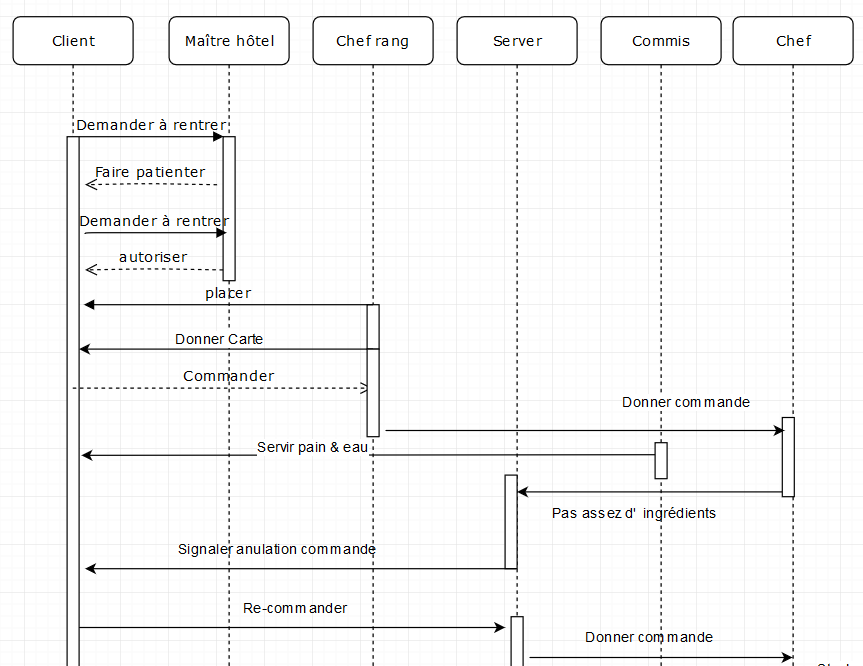 Client
Maître hôtel
Chef rang
Server
Commis
Chef
Demander à rentrer
Faire patienter
Demander à rentrer
autoriser
placer
Donner Carte
Commander
Donner commande
Servir pain & eau
Pas assez d' ingrédients
Signaler anulation commande
Re-commander
Donner commande